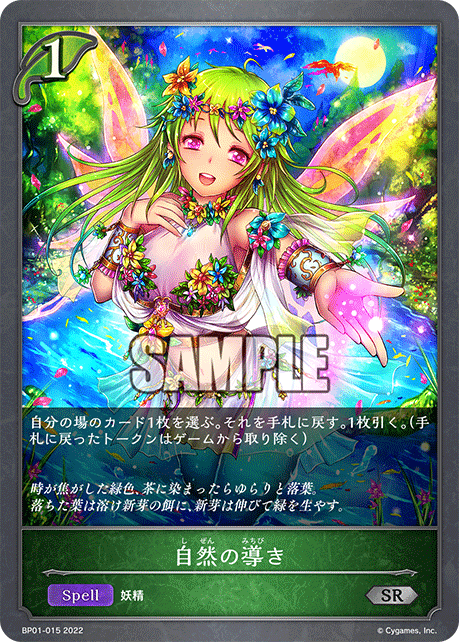 1
SAMPLE
自分の場のカード1枚を選ぶ。それを手札に戻す。1枚引く。(手
札に戻ったトークンはゲームから取り除く)
時が焦がした緑色、茶に染まったらゆらりと落葉。
落ちた葉は溶け新芽の餌に、新芽は伸びて緑を生やす。
しぜん みちび
自然の導き
Spell 妖精 SR
BP01-015 2022 © Cygames, Inc.